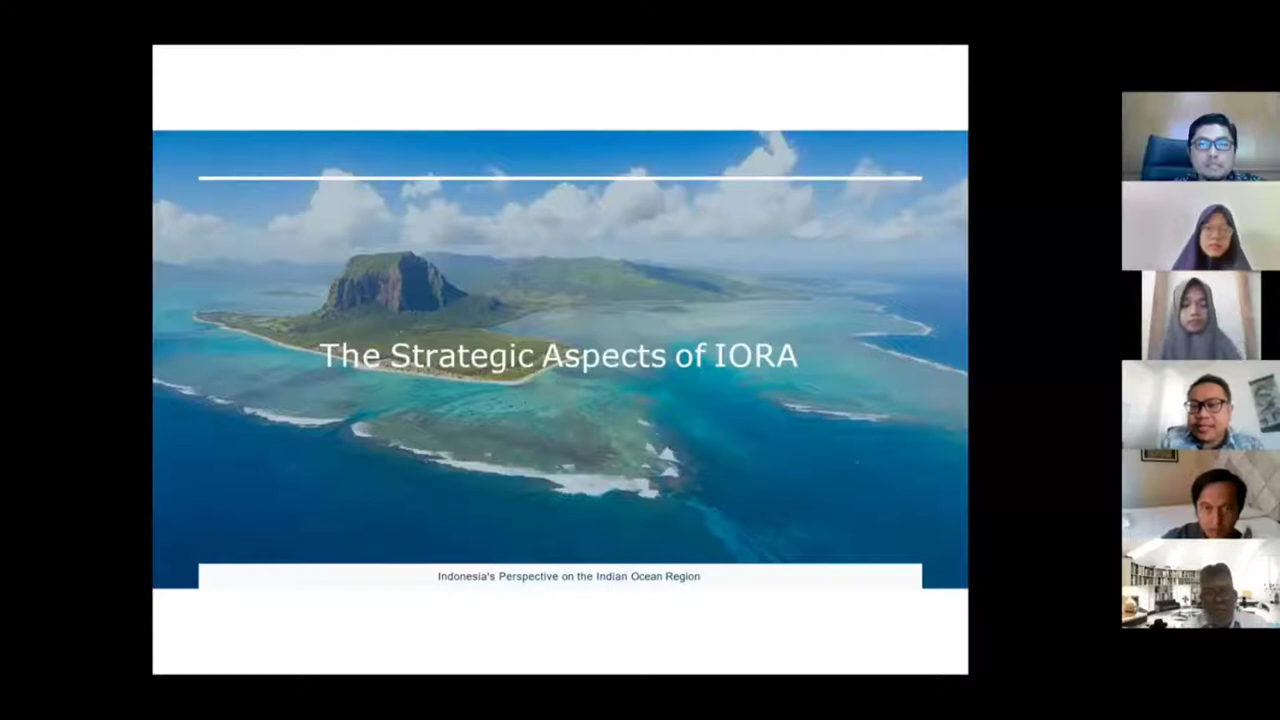 The Strategic Aspects of IORA
Indonesia's Perspective on the Indian Ocean Region